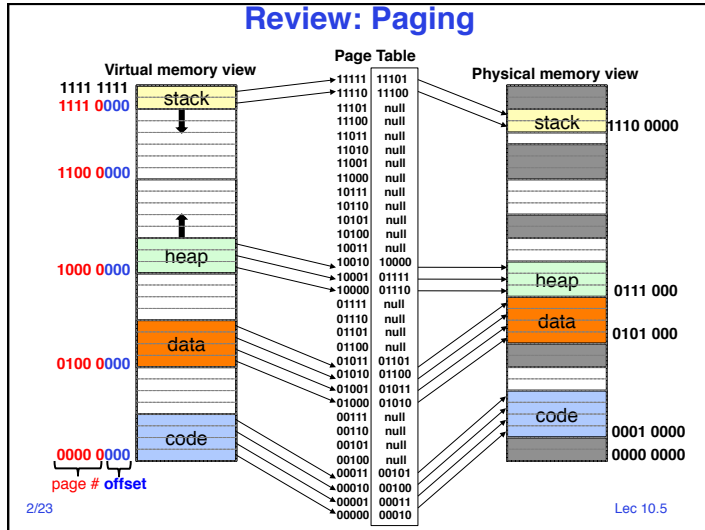 Review: Paging
Virtual memory view
Page Table
Physical memory view
1111 1111
stack
1111 0000
1100 0000
heap
1000 0000
data
0100 0000
code
0000 0000
page # offset
11111 11101
11110 11100
11101 null
11100 null
11011 null
11010 null
11001 null
11000 null
10111 null
10110 null
10101 null
10100 null
10011 null
10010 10000
10001 01111
10000 01110
01111 null
01110 null
01101 null
01100 null
01011 01101
01010 01100
01001 01011
01000 01010
00111 null
00110 null
00101 null
00100 null
00011 00101
00010 00100
00001 00011
00000 00010
stack 1110 0000
heap
0111 000
data
0101 000
code
0001 0000
0000 0000
2/23
Lec 10.5